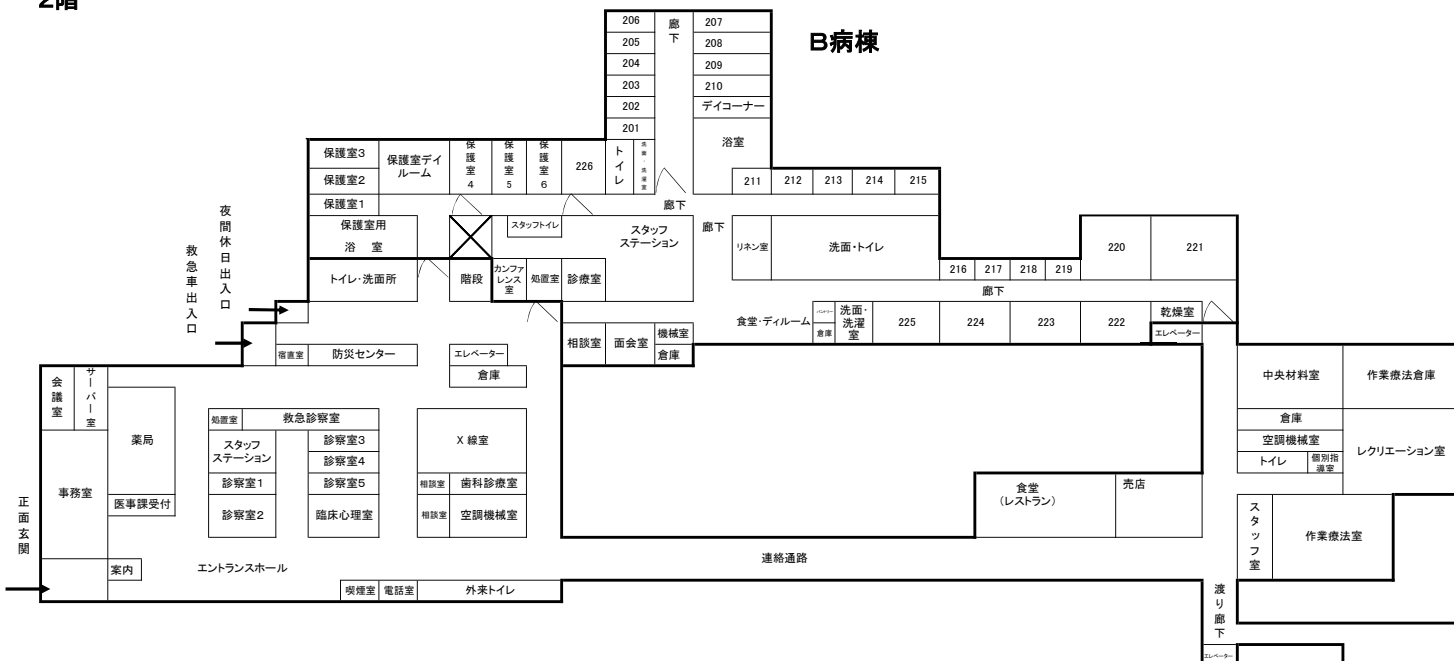 2階
B病棟
206
廊下
207
205
208
204
209
203
210
202
デイコーナー
201
浴室
保護室3
保護室デイ
ルーム
保護室4
保護室5
保護室6
226
トイレ
洗面・洗濯室
保護室2
211
212
213
214
215
保護室1
廊下
夜間休日出入口
保護室用
浴 室
スタッフトイレ
スタッフ
ステーション
廊下
リネン室
洗面・トイレ
220
221
救急車出入口
トイレ・洗面所
階段
カンファ
レンス
室
処置室
診療室
216
217
218
219
廊下
食堂・ディルーム
パントリー
倉庫
洗面・
洗濯
室
225
224
223
222
乾燥室
エレベーター
宿直室
防災センター
エレベーター
倉庫
相談室
面会室
機械室
倉庫
会議室
サーバー室
中央材料室
作業療法倉庫
薬局
処置室
救急診察室
スタッフ
ステーション
診察室3
X 線室
倉庫
空調機械室
レクリエーション室
診察室4
トイレ
個別指
導室
事務室
診察室1
診察室5
相談室
歯科診療室
食堂
(レストラン)
売店
医事課受付
正面玄関
診察室2
臨床心理室
相談室
空調機械室
スタッフ室
作業療法室
案内
エントランスホール
連絡通路
喫煙室
電話室
外来トイレ
渡り廊下
エレベーター